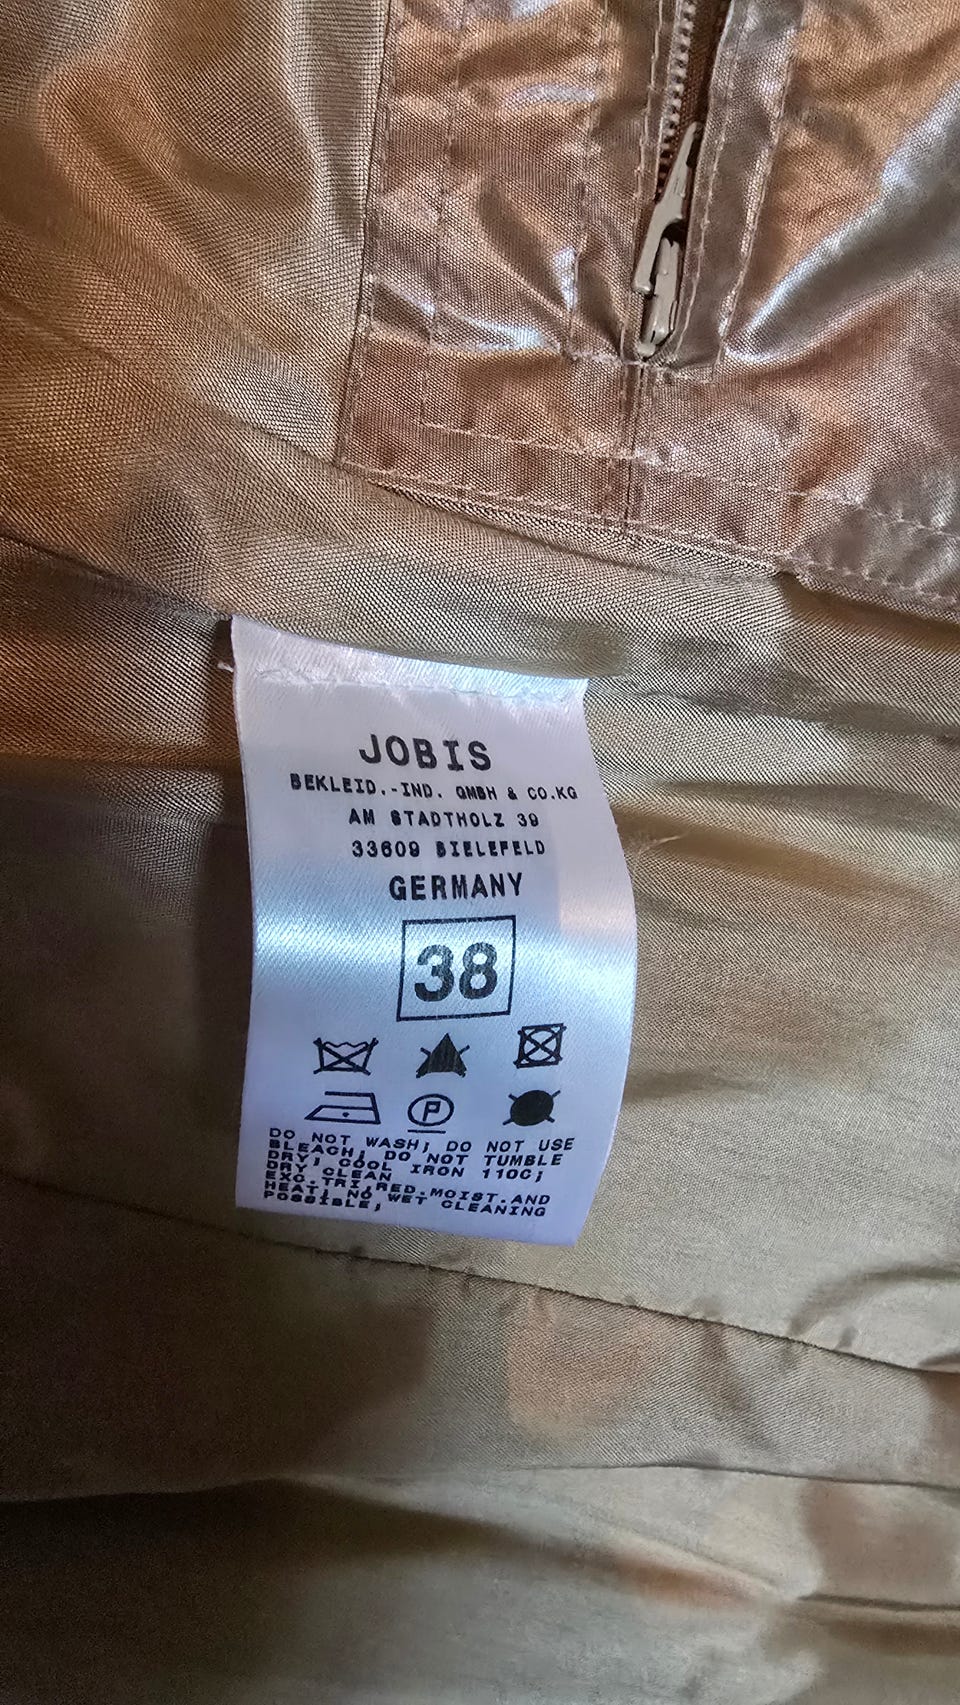 JOBIS
BEKLEID.-IND. GMBH & CO.KG
AM STADTHOLZ 39
33609 BIELEFELD
GERMANY
38
P
DO NOT WASH; DO NOT USE
BLEACH; DO NOT TUMBLE
DRY; COOL IRON 110C;
DRY CLEAN
EXC.TRI,RED.MOIST.AND
HEAT; NO WET CLEANING
POSSIBLE;